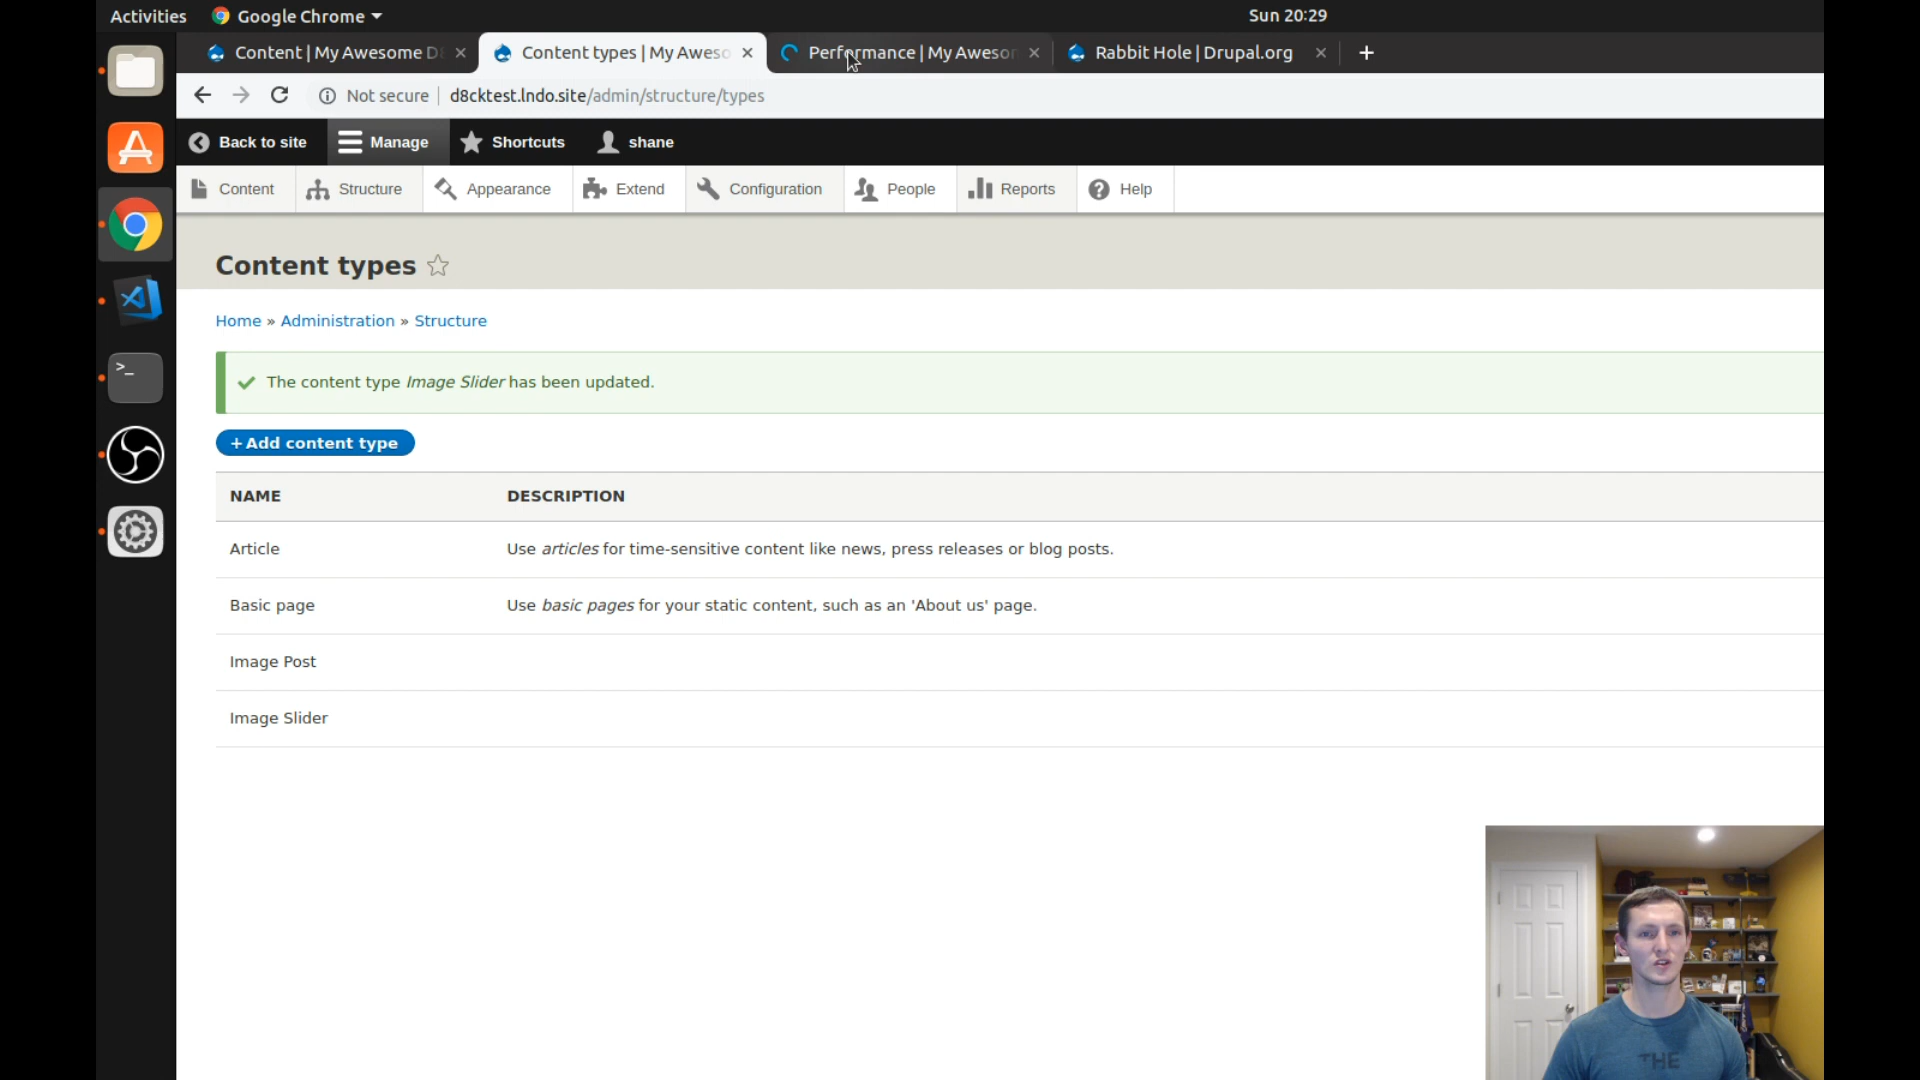 Activities Google Chrome Sun 20:29
Content | My Awesome D8 Content types | My Aweso Performance | My Awesor Rabbit Hole | Drupal.org
Not secure d8cktest.lndo.site/admin/structure/types
Back to site Manage Shortcuts shane
Content Structure Appearance Extend Configuration People Reports Help
Content types
Home » Administration » Structure
The content type Image Slider has been updated.
+ Add content type
NAME DESCRIPTION
Article Use articles for time-sensitive content like news, press releases or blog posts.
Basic page Use basic pages for your static content, such as an 'About us' page.
Image Post
Image Slider
THE